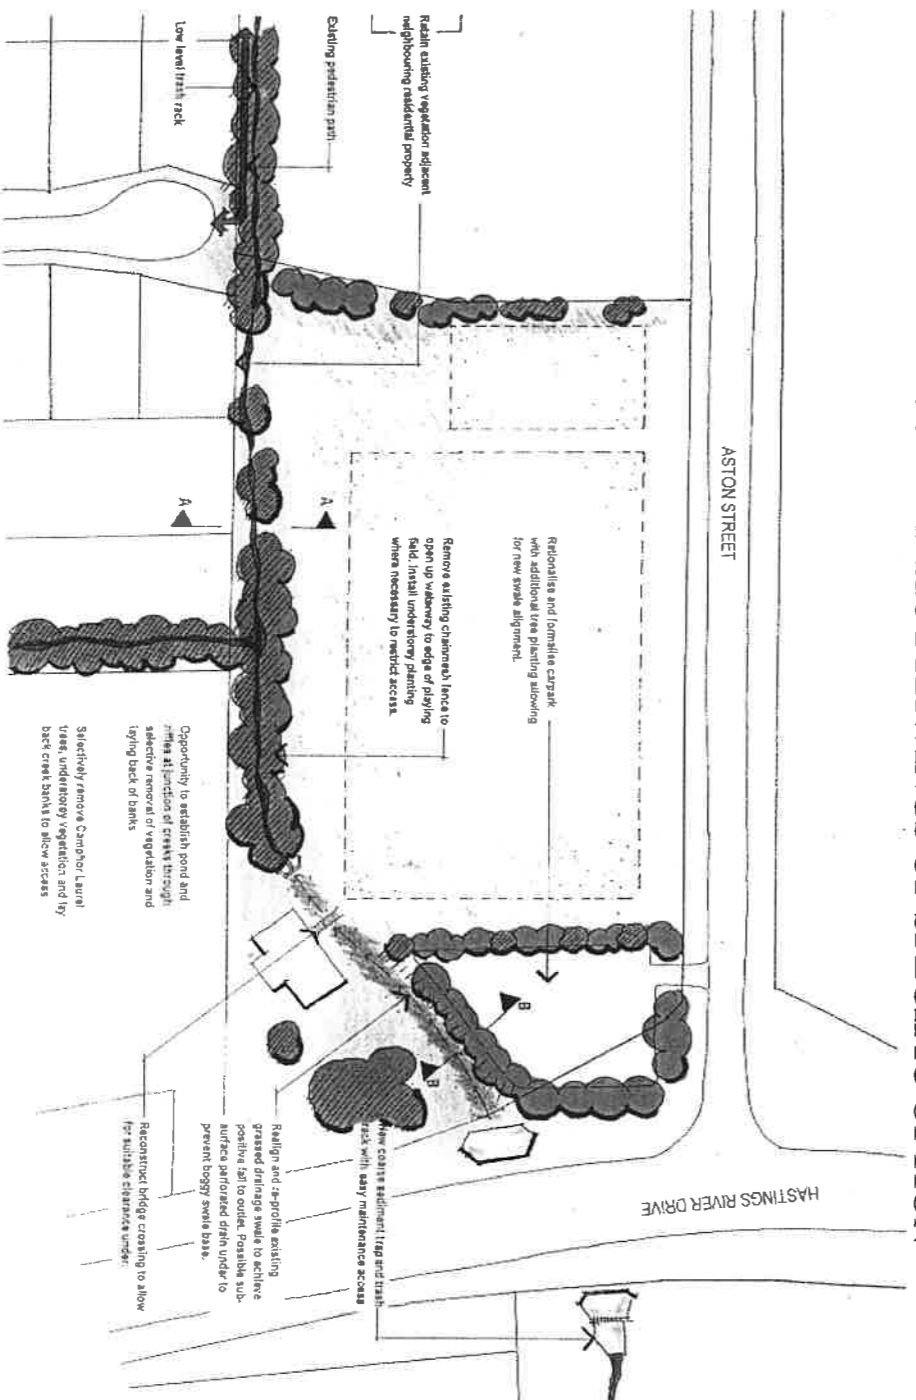 Retain existing vegetation adjacent
neighbouring residential property
Existing pedestrian path
Low level trash rack
ASTON STREET
Rationalise and formalise carpark
with additional tree planting allowing
for new swale alignment.
Remove existing chainmesh fence to
open up waterway to edge of playing
field. Install understorey planting
where necessary to restrict access.
A
A
Opportunity to establish pond and
riffles at junction of creeks through
selective removal of vegetation and
laying back of banks
Selectively remove Camphor Laurel
trees, understorey vegetation and lay
back creek banks to allow access
B
B
HASTINGS RIVER DRIVE
New coarse sediment trap and trash
rack with easy maintenance access
Realign and re-profile existing
grassed drainage swale to achieve
positive fall to outlet. Possible sub-
surface perforated drain under to
prevent boggy swale base.
Reconstruct bridge crossing to allow
for suitable clearance under.